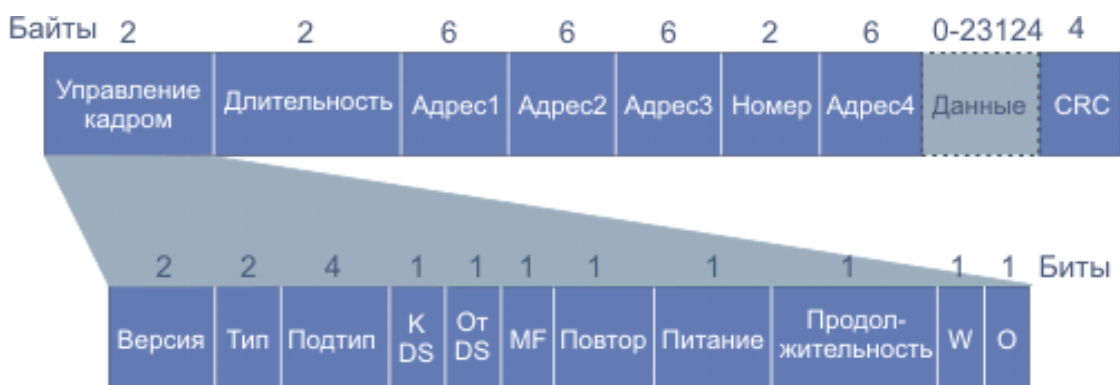 Байты 2 2 6 6 6 2 6 0-23124 4
Управление кадром Длительность Адрес1 Адрес2 Адрес3 Номер Адрес4 Данные CRC
2 2 4 1 1 1 1 1 1 1 1 Биты
Версия Тип Подтип К DS От DS MF Повтор Питание Продол-жительность W O